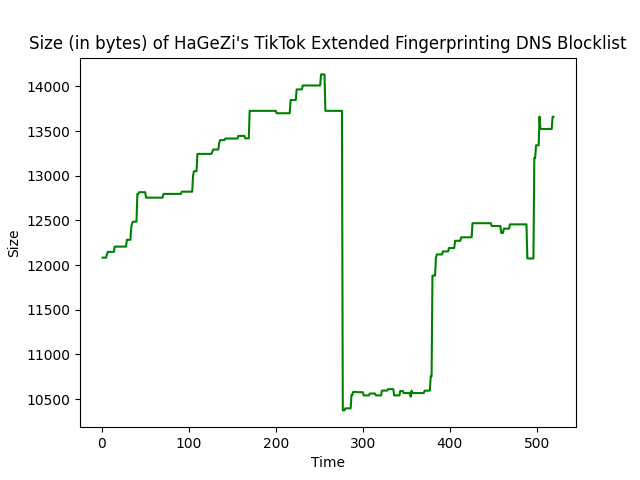 Size (in bytes) of HaGeZi's TikTok Extended Fingerprinting DNS Blocklist
14000
13500
13000
12500
12000
11500
11000
10500
Size
0 100 200 300 400 500
Time